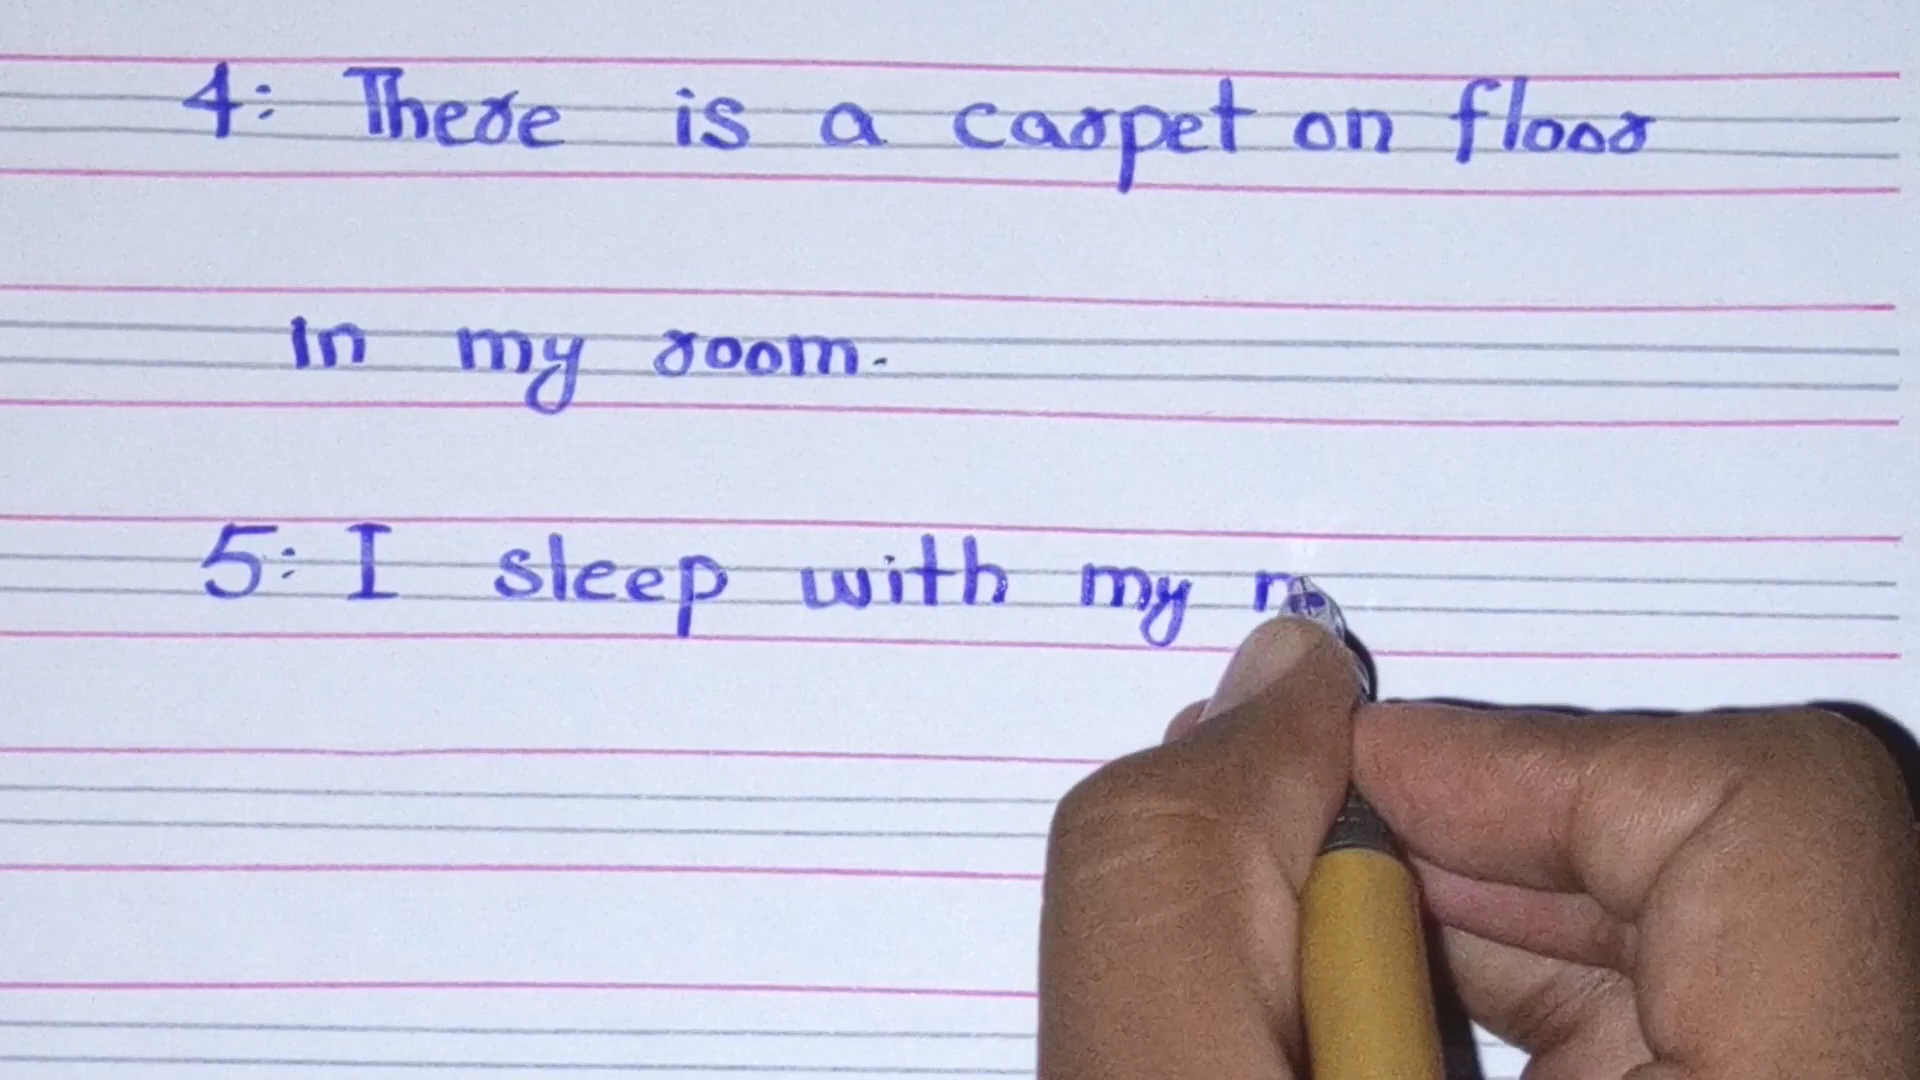 4: There is a carpet on floor
in my room.
5: I sleep with my